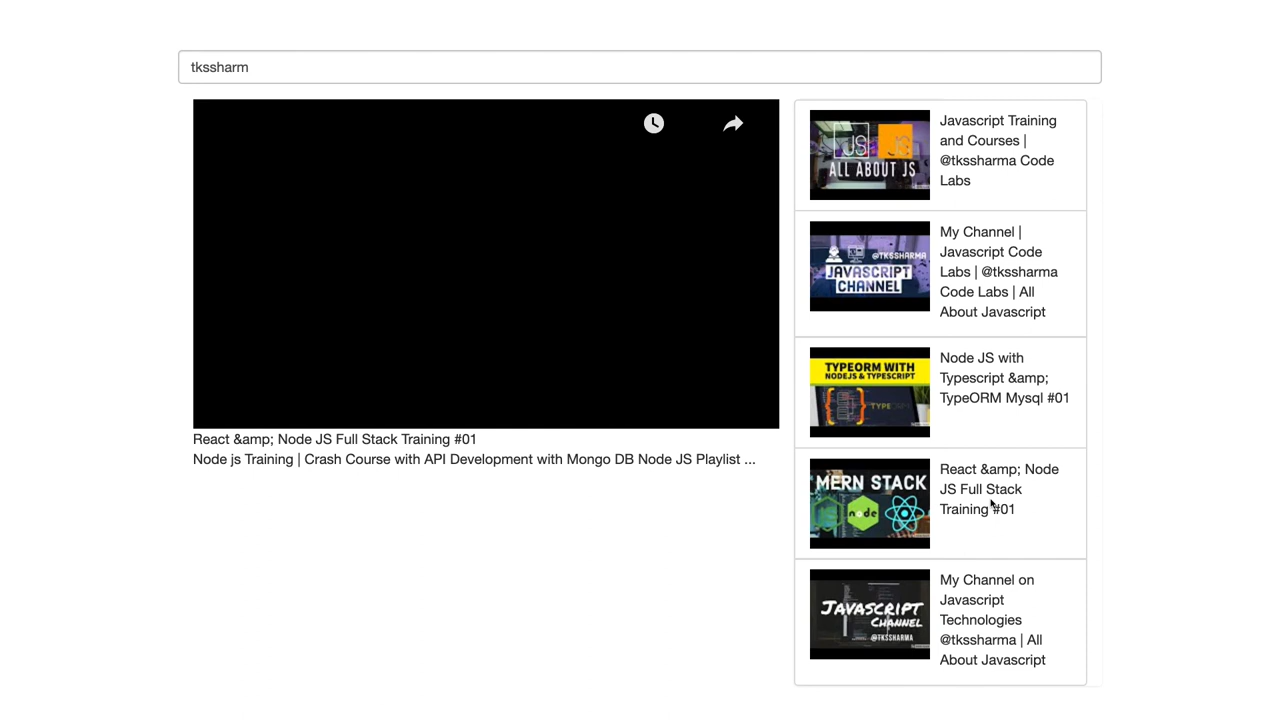 tkssharm
React &amp; Node JS Full Stack Training #01
Node js Training | Crash Course with API Development with Mongo DB Node JS Playlist ...
JS JS
ALL ABOUT JS
Javascript Training
and Courses |
@tkssharma Code
Labs
@TKSSHARMA
JAVASCRIPT
CHANNEL
My Channel |
Javascript Code
Labs | @tkssharma
Code Labs | All
About Javascript
TYPEORM WITH
NODEJS & TYPESCRIPT
TYPE
Node JS with
Typescript &amp;
TypeORM Mysql #01
MERN STACK
node
React &amp; Node
JS Full Stack
Training #01
JAVASCRIPT
CHANNEL
@TKSSHARMA
My Channel on
Javascript
Technologies
@tkssharma | All
About Javascript